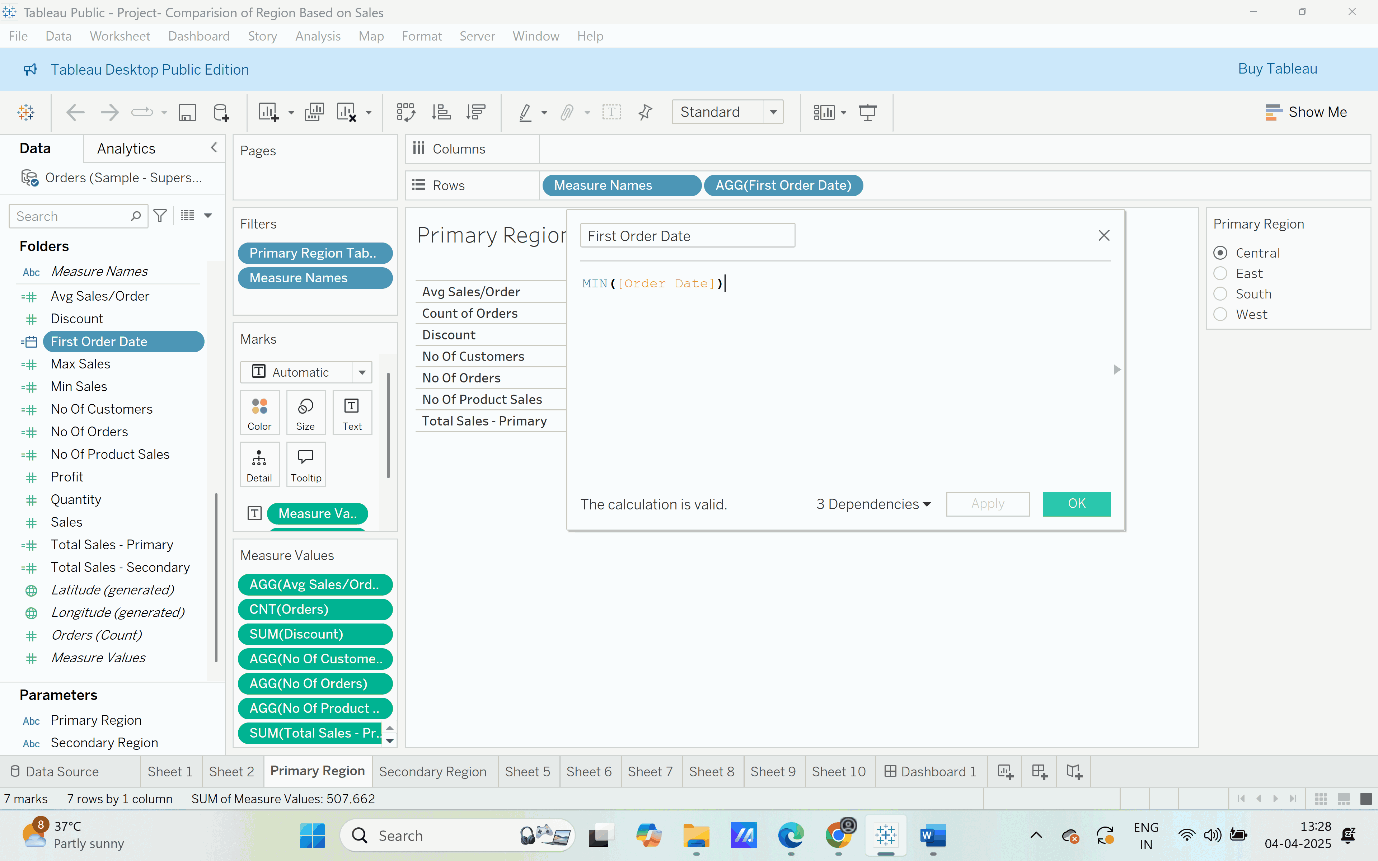 Tableau Public - Project- Comparision of Region Based on Sales
File Data Worksheet Dashboard Story Analysis Map Format Server Window Help
Tableau Desktop Public Edition
Buy Tableau
Standard
Show Me
Data
Analytics
Orders (Sample - Supers...
Search
Folders
Abc Measure Names
Avg Sales/Order
Discount
First Order Date
Max Sales
Min Sales
No Of Customers
No Of Orders
No Of Product Sales
Profit
Quantity
Sales
Total Sales - Primary
Total Sales - Secondary
Latitude (generated)
Longitude (generated)
Orders (Count)
Measure Values
Parameters
Abc Primary Region
Abc Secondary Region
Pages
Filters
Primary Region Tab..
Measure Names
Marks
Automatic
Color
Size
Text
Detail
Tooltip
Measure Va..
Measure Values
AGG(Avg Sales/Ord..
CNT(Orders)
SUM(Discount)
AGG(No Of Custome..
AGG(No Of Orders)
AGG(No Of Product ..
SUM(Total Sales - Pr..
Columns
Rows
Measure Names
AGG(First Order Date)
Primary Region
Avg Sales/Order
Count of Orders
Discount
No Of Customers
No Of Orders
No Of Product Sales
Total Sales - Primary
First Order Date
MIN([Order Date])
The calculation is valid.
3 Dependencies
Apply
OK
Primary Region
Central
East
South
West
Data Source
Sheet 1
Sheet 2
Primary Region
Secondary Region
Sheet 5
Sheet 6
Sheet 7
Sheet 8
Sheet 9
Sheet 10
Dashboard 1
7 marks
7 rows by 1 column
SUM of Measure Values: 507.662
8
37°C
Partly sunny
Search
ENG
IN
13:28
04-04-2025